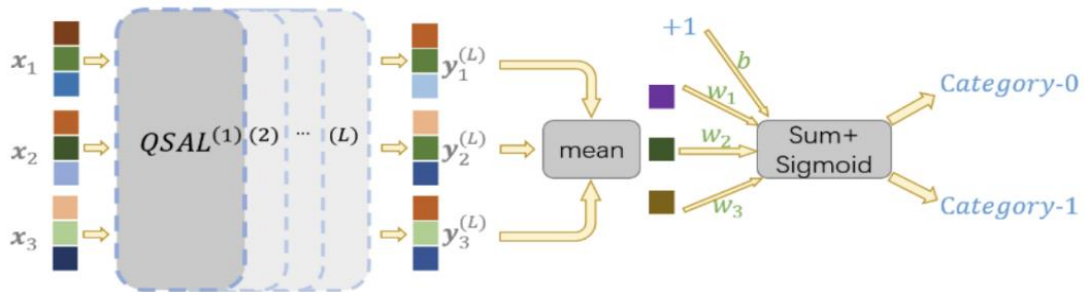 x₁
x₂
x₃
QSAL⁽¹⁾ (2) ... (L)
y₁⁽ᴸ⁾
y₂⁽ᴸ⁾
y₃⁽ᴸ⁾
mean
+1
b
w₁
w₂
w₃
Sum+
Sigmoid
Category-0
Category-1